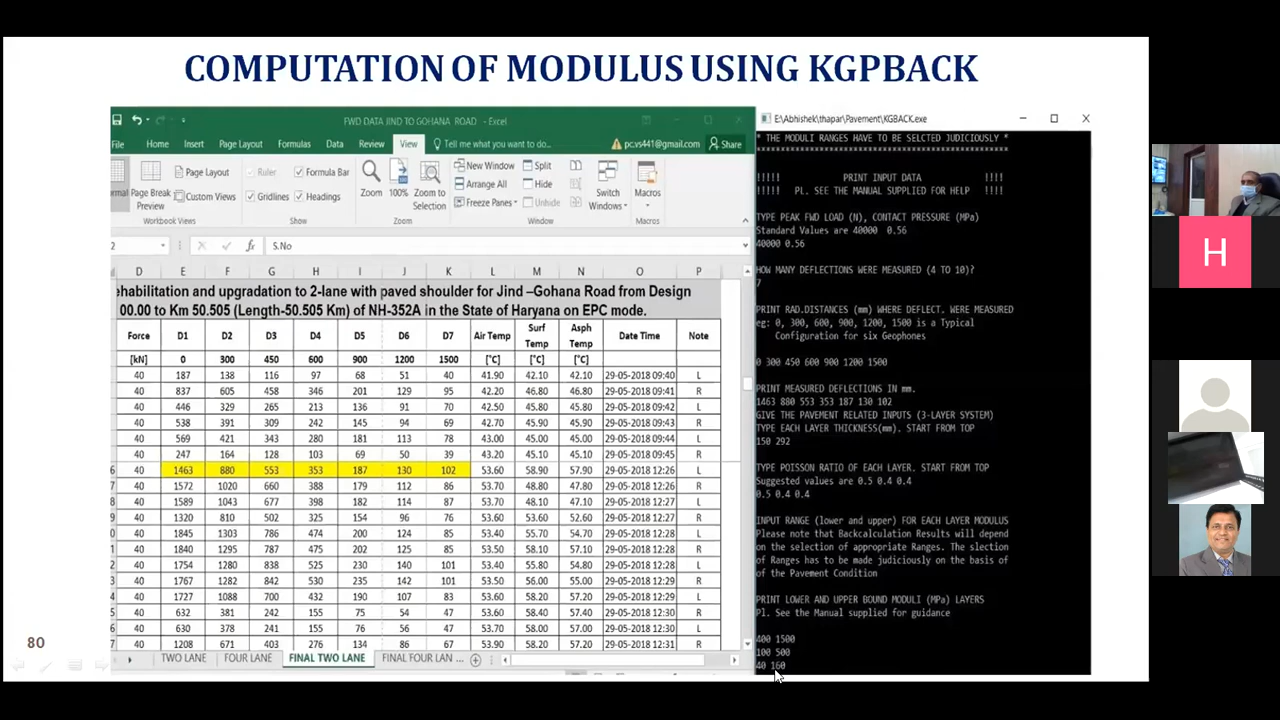 COMPUTATION OF MODULUS USING KGPBACK
FWD DATA JIND TO GOHANA ROAD - Excel
File Home Insert Page Layout Formulas Data Review View Tell me what you want to do... pc.vs441@gmail.com Share
Page Break Preview
Page Layout
Custom Views
Workbook Views
Ruler Formula Bar
Gridlines Headings
Show
Zoom 100% Zoom to Selection
Zoom
New Window Split
Arrange All Hide
Freeze Panes Unhide
Switch Windows
Window
Macros
Macros
fx S.No
D E F G H I J K L M N O P
ehabilitation and upgradation to 2-lane with paved shoulder for Jind –Gohana Road from Design
00.00 to Km 50.505 (Length-50.505 Km) of NH-352A in the State of Haryana on EPC mode.
Force D1 D2 D3 D4 D5 D6 D7 Air Temp Surf Temp Asph Temp Date Time Note
[kN] 0 300 450 600 900 1200 1500 [°C] [°C] [°C]
40 187 138 116 97 68 51 40 41.90 42.10 42.10 29-05-2018 09:40 L
40 837 605 458 346 201 129 95 42.20 46.80 46.80 29-05-2018 09:41 R
40 446 329 265 213 136 91 70 42.50 45.80 45.80 29-05-2018 09:42 L
40 538 391 309 242 145 94 69 42.70 45.90 45.90 29-05-2018 09:43 R
40 569 421 343 280 181 113 78 43.00 45.00 45.00 29-05-2018 09:44 L
40 247 164 128 103 69 50 39 43.20 45.10 45.10 29-05-2018 09:45 R
6 40 1463 880 553 353 187 130 102 53.60 58.90 57.90 29-05-2018 12:26 L
7 40 1572 1020 660 388 179 112 86 53.70 48.80 47.80 29-05-2018 12:26 R
8 40 1589 1043 677 398 182 114 87 53.70 48.10 47.10 29-05-2018 12:27 L
9 40 1320 810 502 325 154 96 76 53.60 53.60 52.60 29-05-2018 12:27 R
0 40 1845 1303 786 474 200 124 85 53.40 55.70 54.70 29-05-2018 12:28 L
1 40 1840 1295 787 475 202 125 85 53.50 58.10 57.10 29-05-2018 12:28 R
2 40 1754 1280 838 525 230 140 101 53.40 55.80 54.80 29-05-2018 12:28 L
3 40 1767 1282 842 530 235 142 101 53.50 56.00 55.00 29-05-2018 12:29 R
4 40 1727 1088 700 432 190 107 83 53.60 58.20 57.20 29-05-2018 12:29 L
5 40 632 381 242 155 75 54 47 53.60 58.40 57.40 29-05-2018 12:30 R
6 40 630 378 241 155 76 56 47 53.70 58.00 57.00 29-05-2018 12:30 L
7 40 1208 671 403 276 134 86 67 53.90 58.20 57.20 29-05-2018 12:31 R
TWO LANE FOUR LANE FINAL TWO LANE FINAL FOUR LAN ...
80
E:\Abhishek\thapar\Pavement\KGBACK.exe
* THE MODULI RANGES HAVE TO BE SELCTED JUDICIOUSLY *
!!!!! PRINT INPUT DATA !!!!
!!!!! PL. SEE THE MANUAL SUPPLIED FOR HELP !!!!
TYPE PEAK FWD LOAD (N), CONTACT PRESSURE (MPa)
Standard Values are 40000 0.56
40000 0.56
HOW MANY DEFLECTIONS WERE MEASURED (4 TO 10)?
7
PRINT RAD.DISTANCES (mm) WHERE DEFLECT. WERE MEASURED
eg: 0, 300, 600, 900, 1200, 1500 is a Typical
Configuration for six Geophones
0 300 450 600 900 1200 1500
PRINT MEASURED DEFLECTIONS IN mm.
1463 880 553 353 187 130 102
GIVE THE PAVEMENT RELATED INPUTS (3-LAYER SYSTEM)
TYPE EACH LAYER THICKNESS(mm). START FROM TOP
150 292
TYPE POISSON RATIO OF EACH LAYER. START FROM TOP
Suggested values are 0.5 0.4 0.4
0.5 0.4 0.4
INPUT RANGE (lower and upper) FOR EACH LAYER MODULUS
Please note that Backcalculation Results will depend
on the selection of appropriate Ranges. The slection
of Ranges has to be made judiciously on the basis of
of the Pavement Condition
PRINT LOWER AND UPPER BOUND MODULI (MPa) LAYERS
Pl. See the Manual supplied for guidance
400 1500
100 500
40 160
H